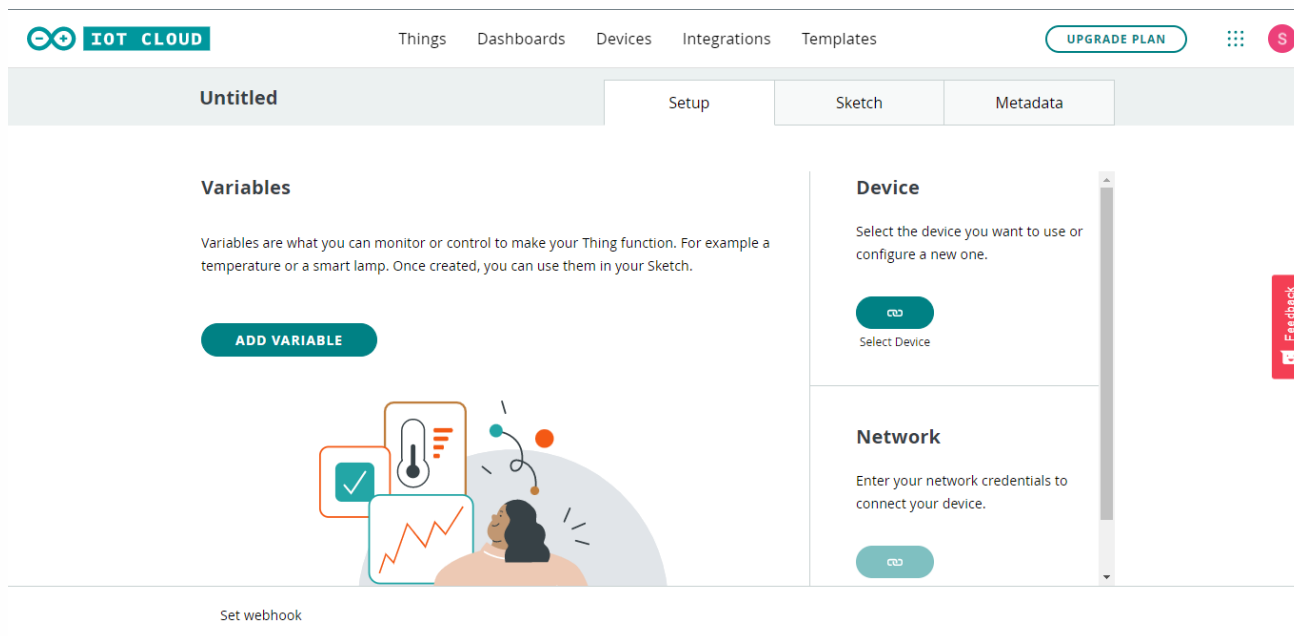 IOT CLOUD
Things
Dashboards
Devices
Integrations
Templates
UPGRADE PLAN
S
Untitled
Setup
Sketch
Metadata
Variables
Variables are what you can monitor or control to make your Thing function. For example a
temperature or a smart lamp. Once created, you can use them in your Sketch.
ADD VARIABLE
Device
Select the device you want to use or
configure a new one.
Select Device
Network
Enter your network credentials to
connect your device.
Feedback
Set webhook